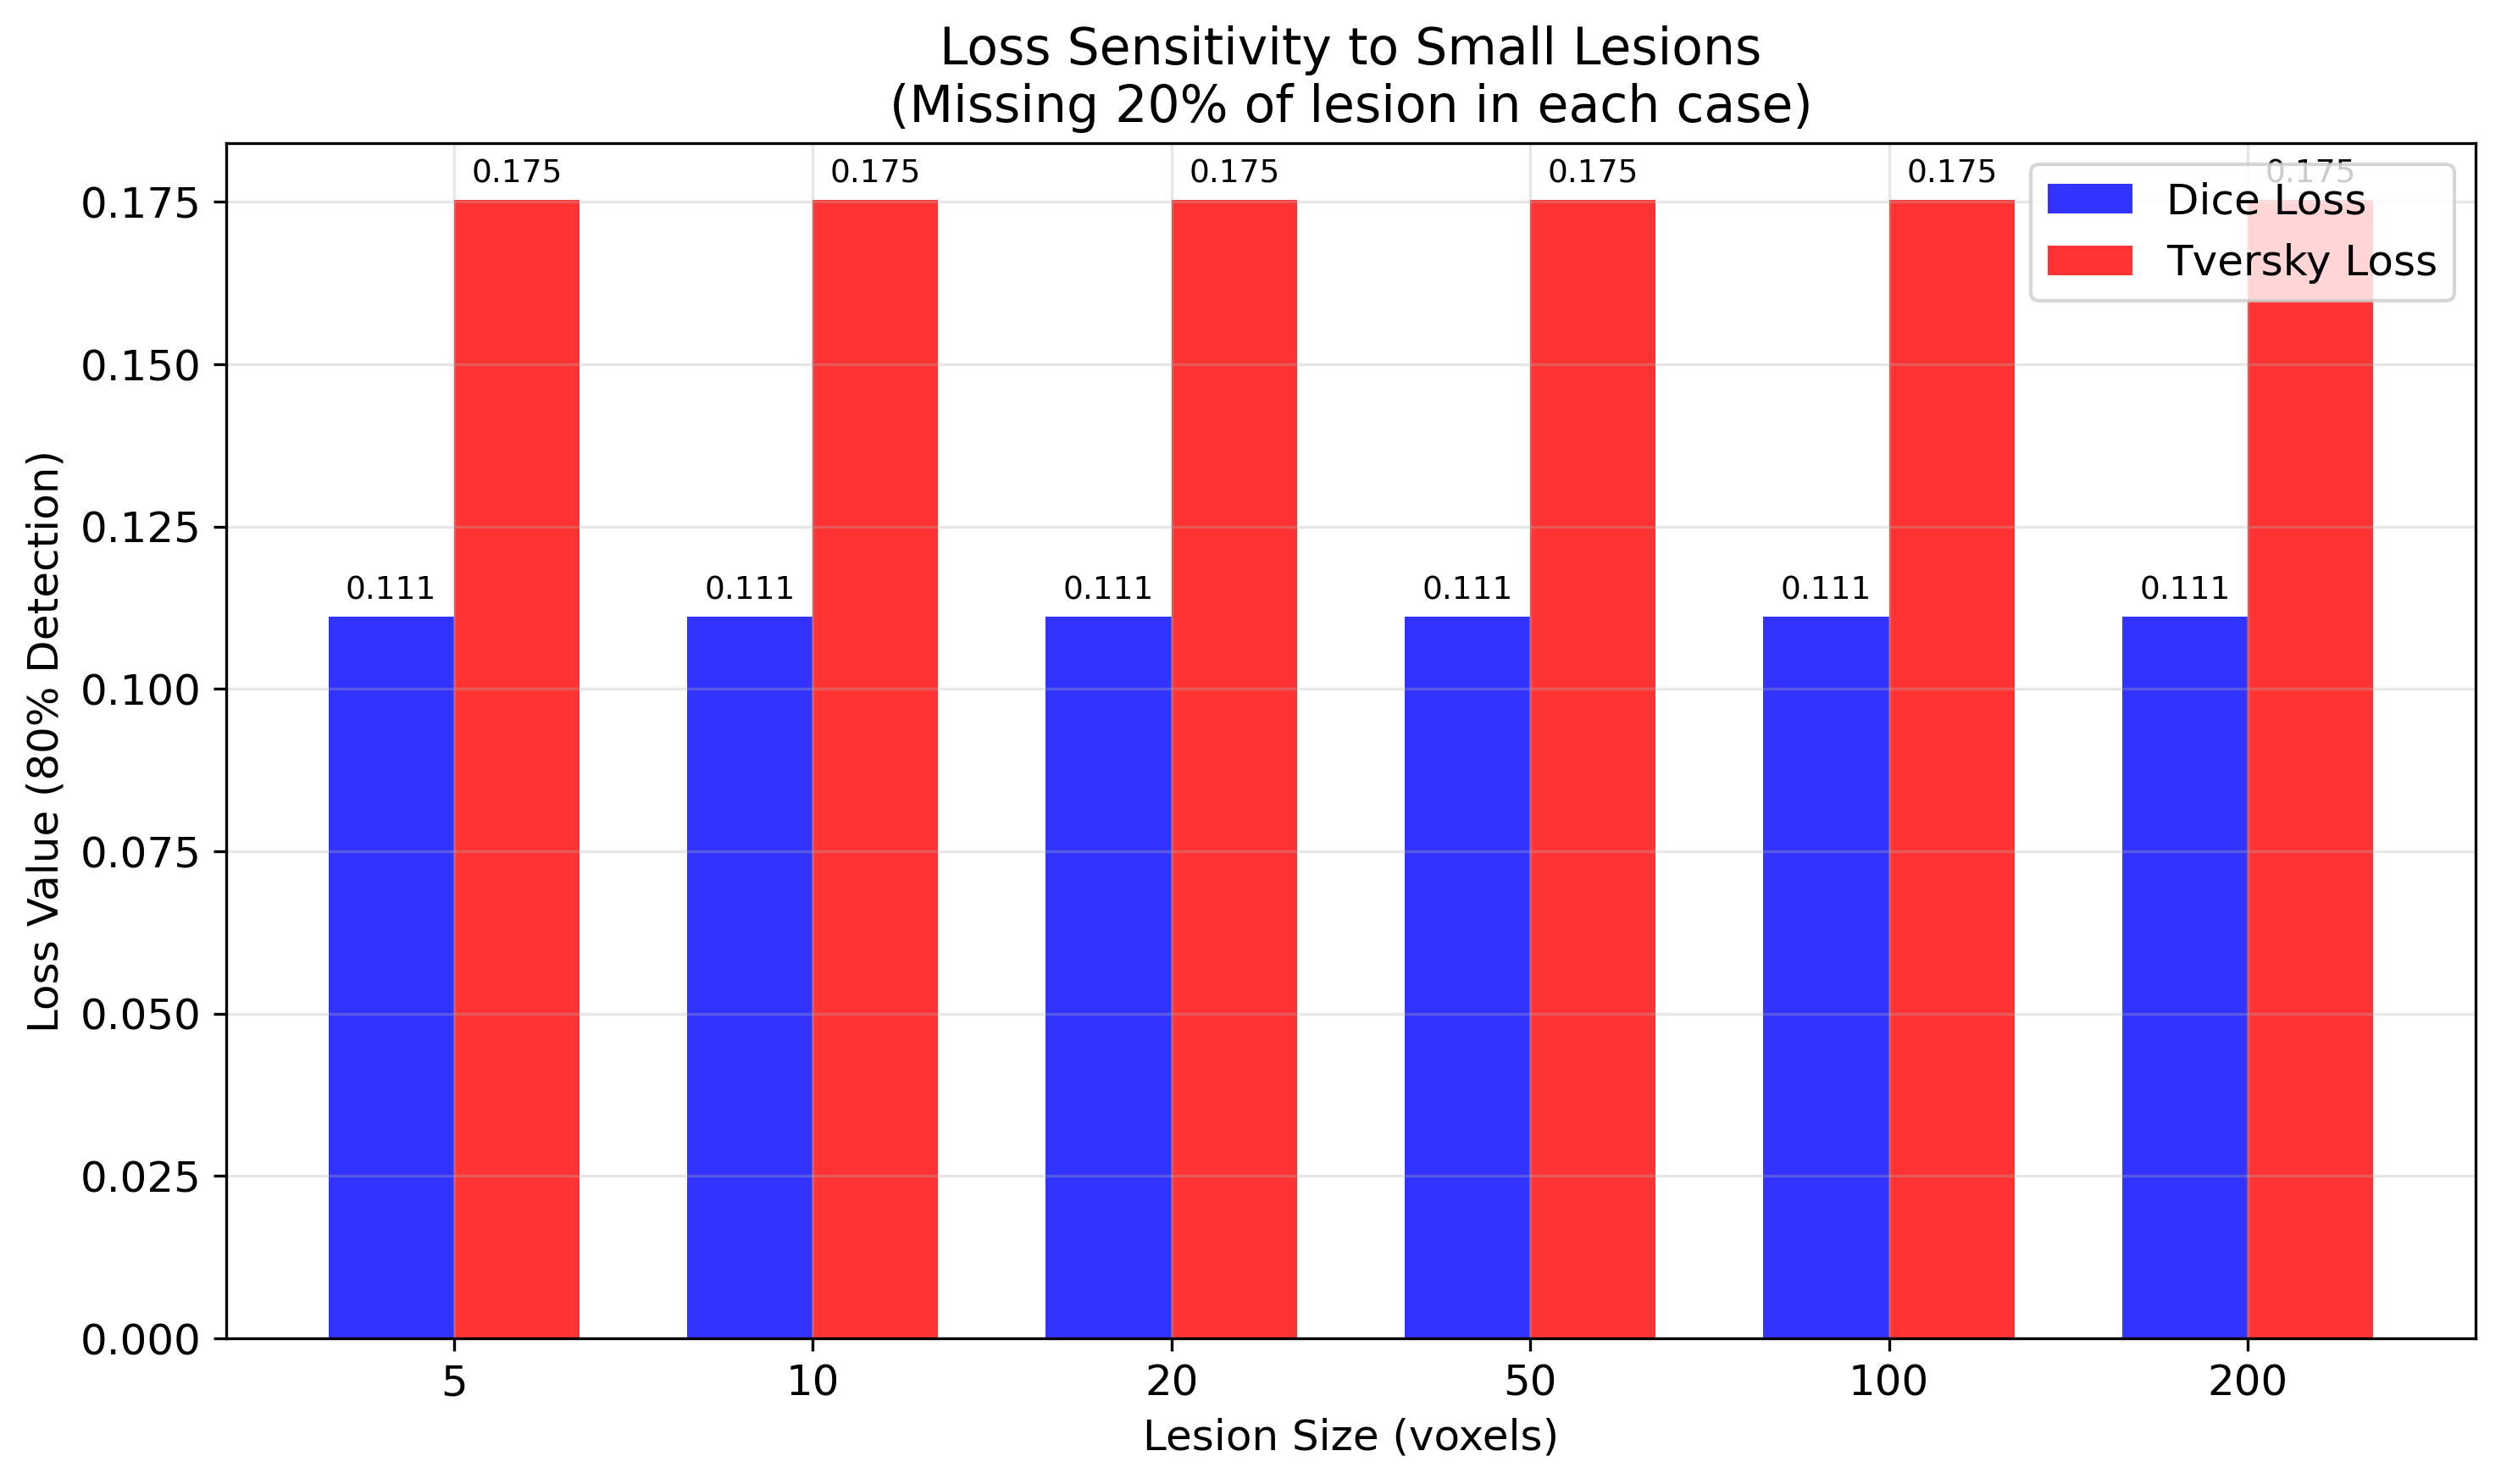 Loss Sensitivity to Small Lesions
(Missing 20% of lesion in each case)
0.175 0.175 0.175 0.175 0.175 0.175
Dice Loss
Tversky Loss
0.111 0.111 0.111 0.111 0.111 0.111
Loss Value (80% Detection)
0.175
0.150
0.125
0.100
0.075
0.050
0.025
0.000
5 10 20 50 100 200
Lesion Size (voxels)